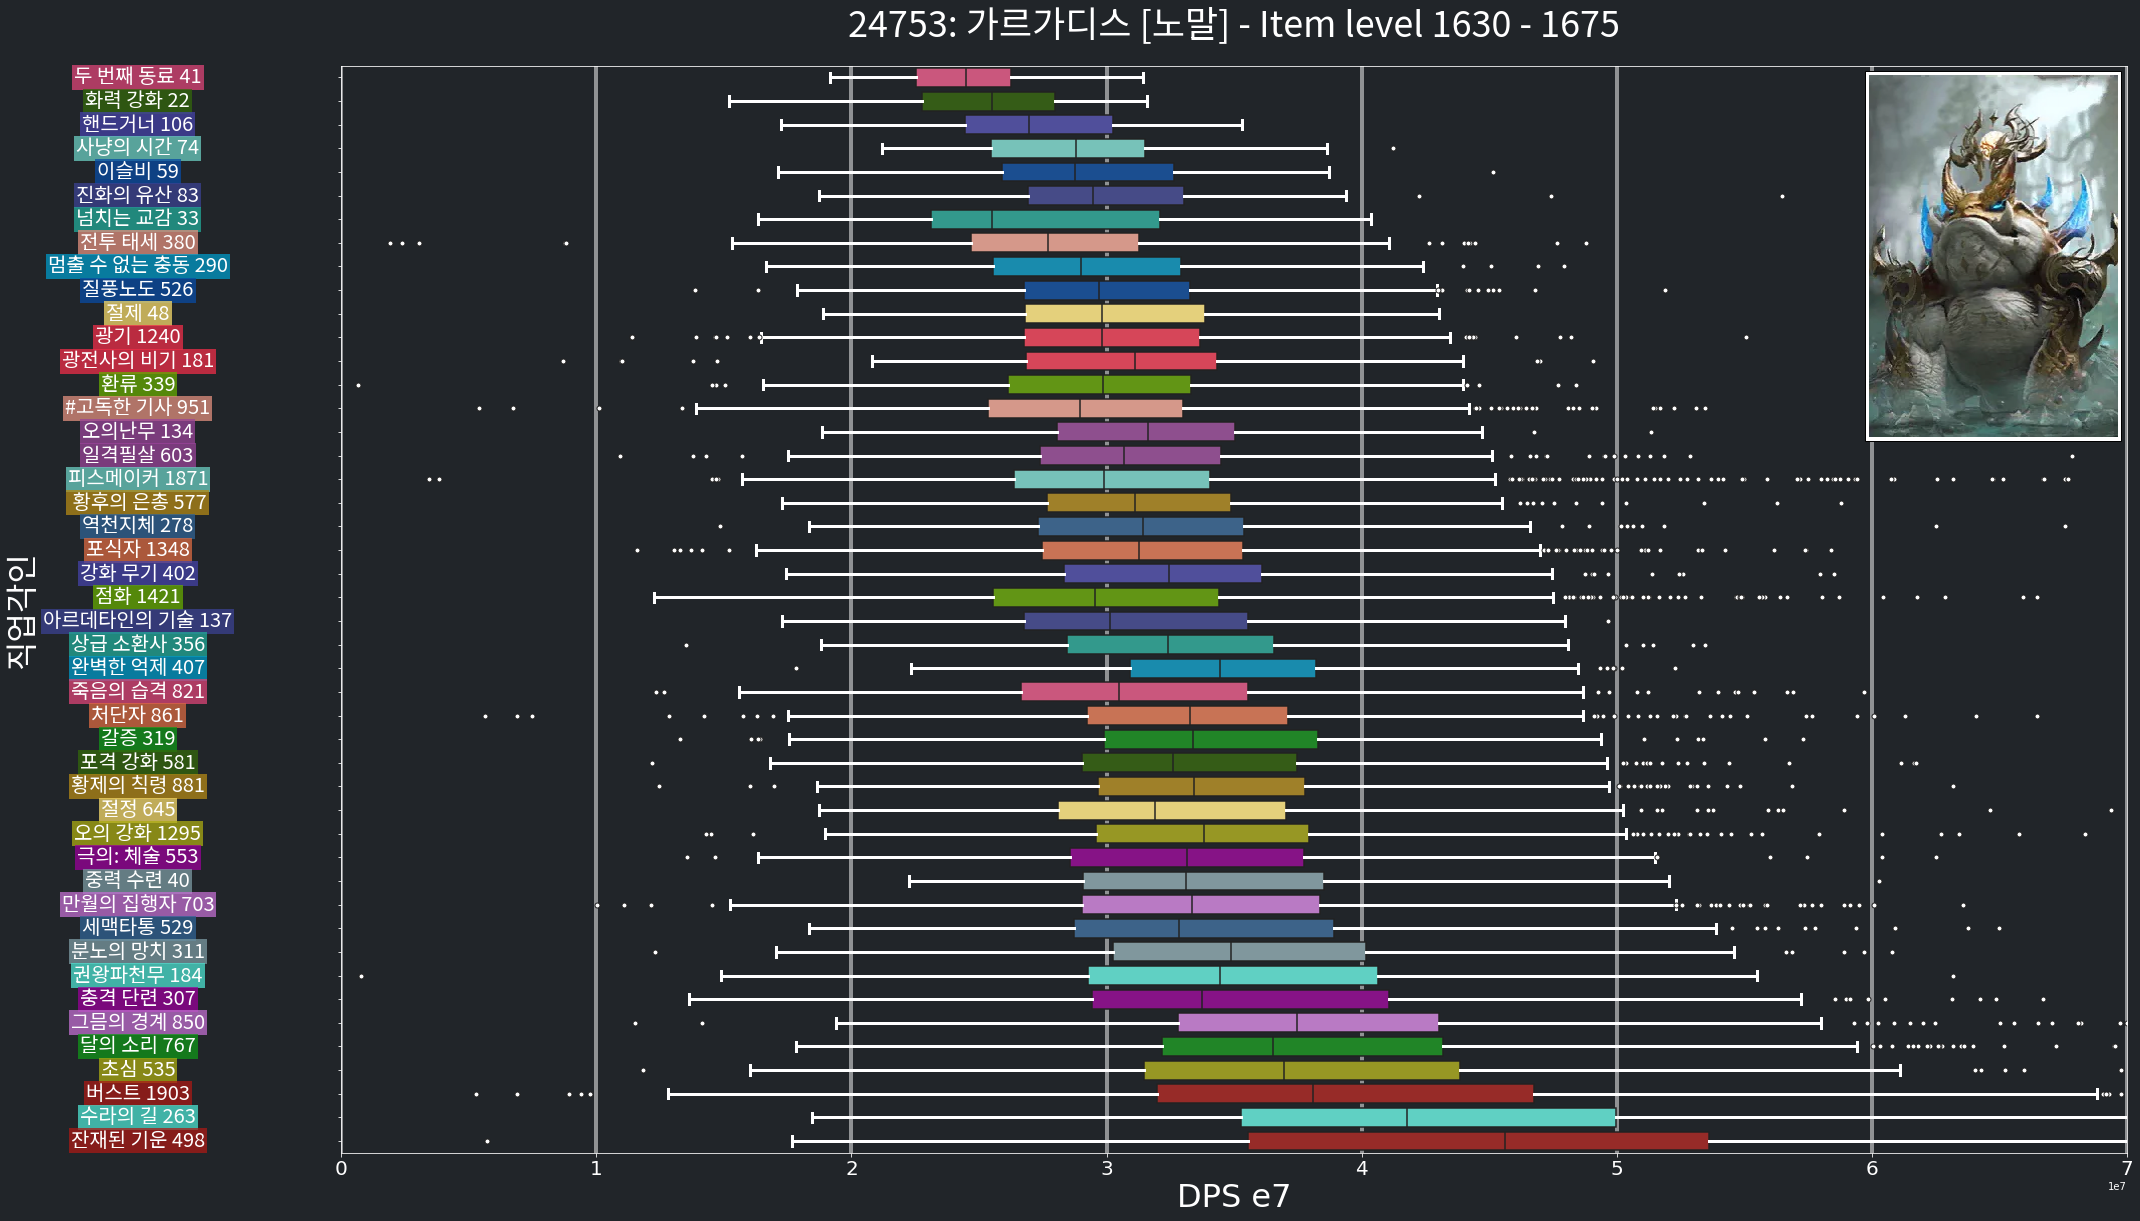 24753: 가르가디스 [노말] - Item level 1630 - 1675
직업각인
두 번째 동료 41
화력 강화 22
핸드거너 106
사냥의 시간 74
이슬비 59
진화의 유산 83
넘치는 교감 33
전투 태세 380
멈출 수 없는 충동 290
질풍노도 526
절제 48
광기 1240
광전사의 비기 181
환류 339
#고독한 기사 951
오의난무 134
일격필살 603
피스메이커 1871
황후의 은총 577
역천지체 278
포식자 1348
강화 무기 402
점화 1421
아르데타인의 기술 137
상급 소환사 356
완벽한 억제 407
죽음의 습격 821
처단자 861
갈증 319
포격 강화 581
황제의 칙령 881
절정 645
오의 강화 1295
극의: 체술 553
중력 수련 40
만월의 집행자 703
세맥타통 529
분노의 망치 311
권왕파천무 184
충격 단련 307
그믐의 경계 850
달의 소리 767
초심 535
버스트 1903
수라의 길 263
잔재된 기운 498
0 1 2 3 4 5 6 7
1e7
DPS e7